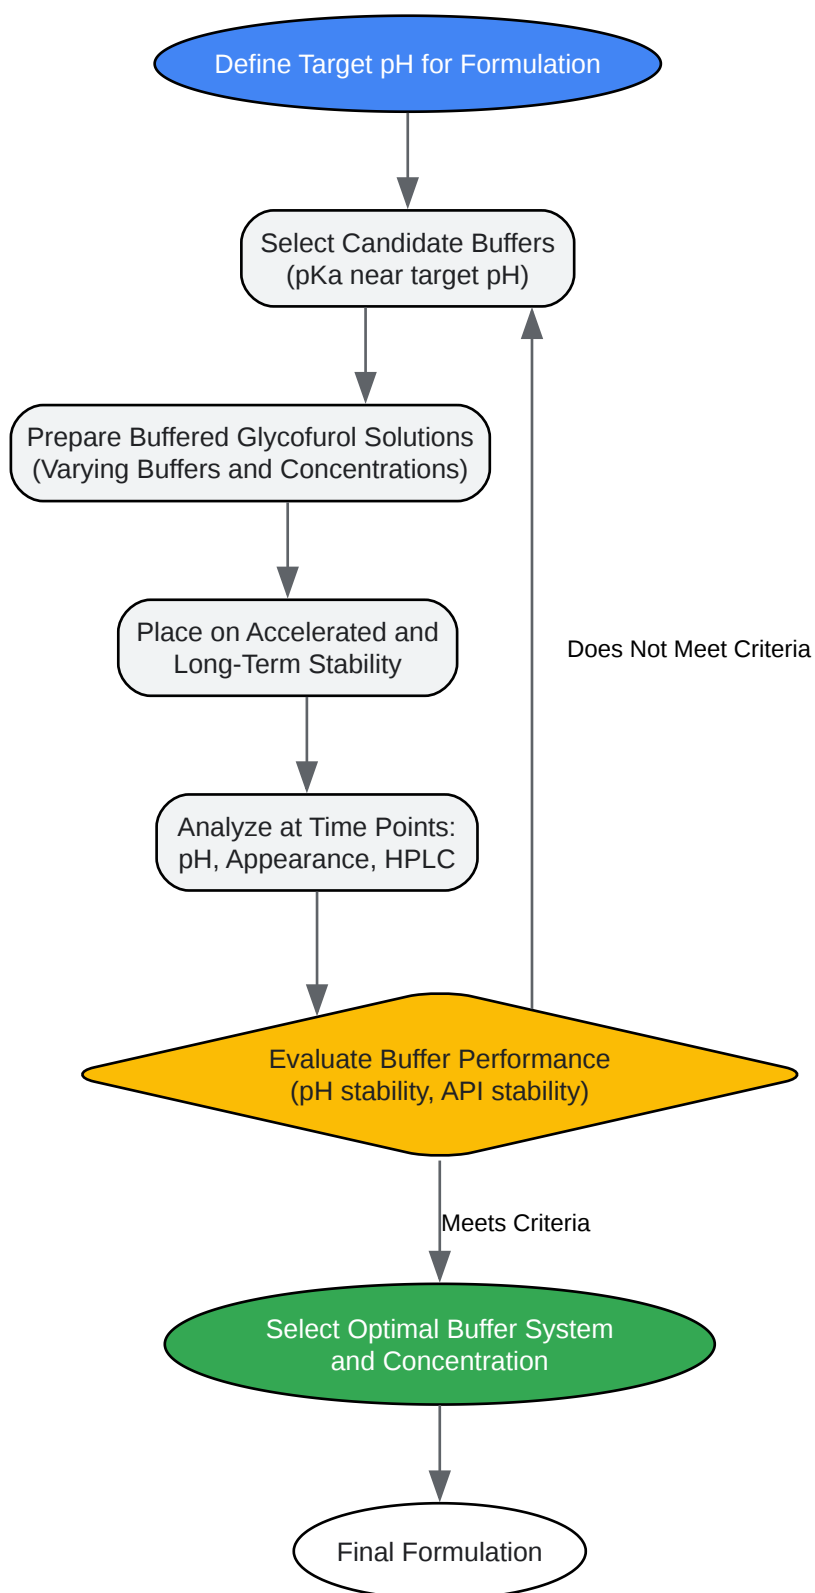 Define Target pH for Formulation
Select Candidate Buffers
(pKa near target pH)
Prepare Buffered Glycofurol Solutions
(Varying Buffers and Concentrations)
Place on Accelerated and
Long-Term Stability
Does Not Meet Criteria
Analyze at Time Points:
pH, Appearance, HPLC
Evaluate Buffer Performance
(pH stability, API stability)
Meets Criteria
Select Optimal Buffer System
and Concentration
Final Formulation